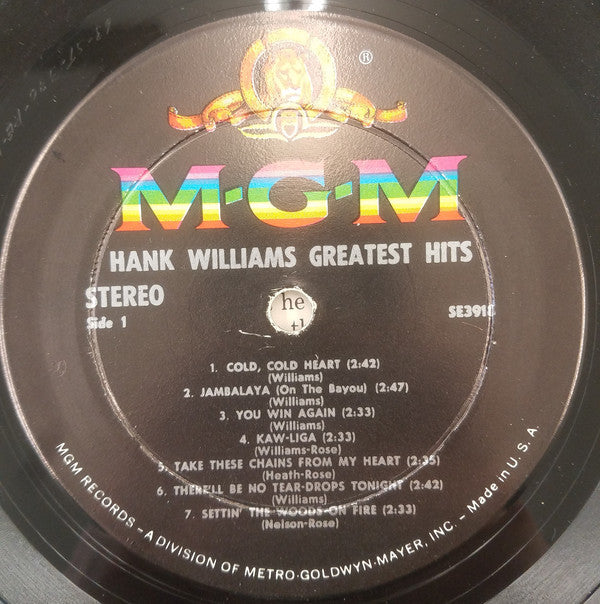 ®
M·G·M
HANK WILLIAMS GREATEST HITS
STEREO
Side 1
SE3918
he
1. COLD, COLD HEART (2:42)
(Williams)
2. JAMBALAYA (On The Bayou) (2:47)
(Williams)
3. YOU WIN AGAIN (2:33)
(Williams)
4. KAW-LIGA (2:33)
(Williams-Rose)
5. TAKE THESE CHAINS FROM MY HEART (2:35)
(Heath-Rose)
6. THERE'LL BE NO TEAR-DROPS TONIGHT (2:42)
(Williams)
7. SETTIN' THE WOODS ON FIRE (2:33)
(Nelson-Rose)
MGM RECORDS – A DIVISION OF METRO-GOLDWYN-MAYER, INC. – Made in U. S. A.